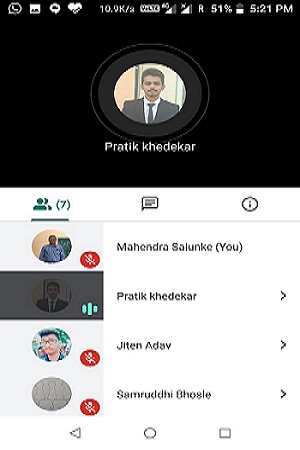 10.9K/s VoLTE 4G R 51% 5:21 PM
Pratik khedekar
(7)
Mahendra Salunke (You)
Pratik khedekar
Jiten Adav
Samruddhi Bhosle